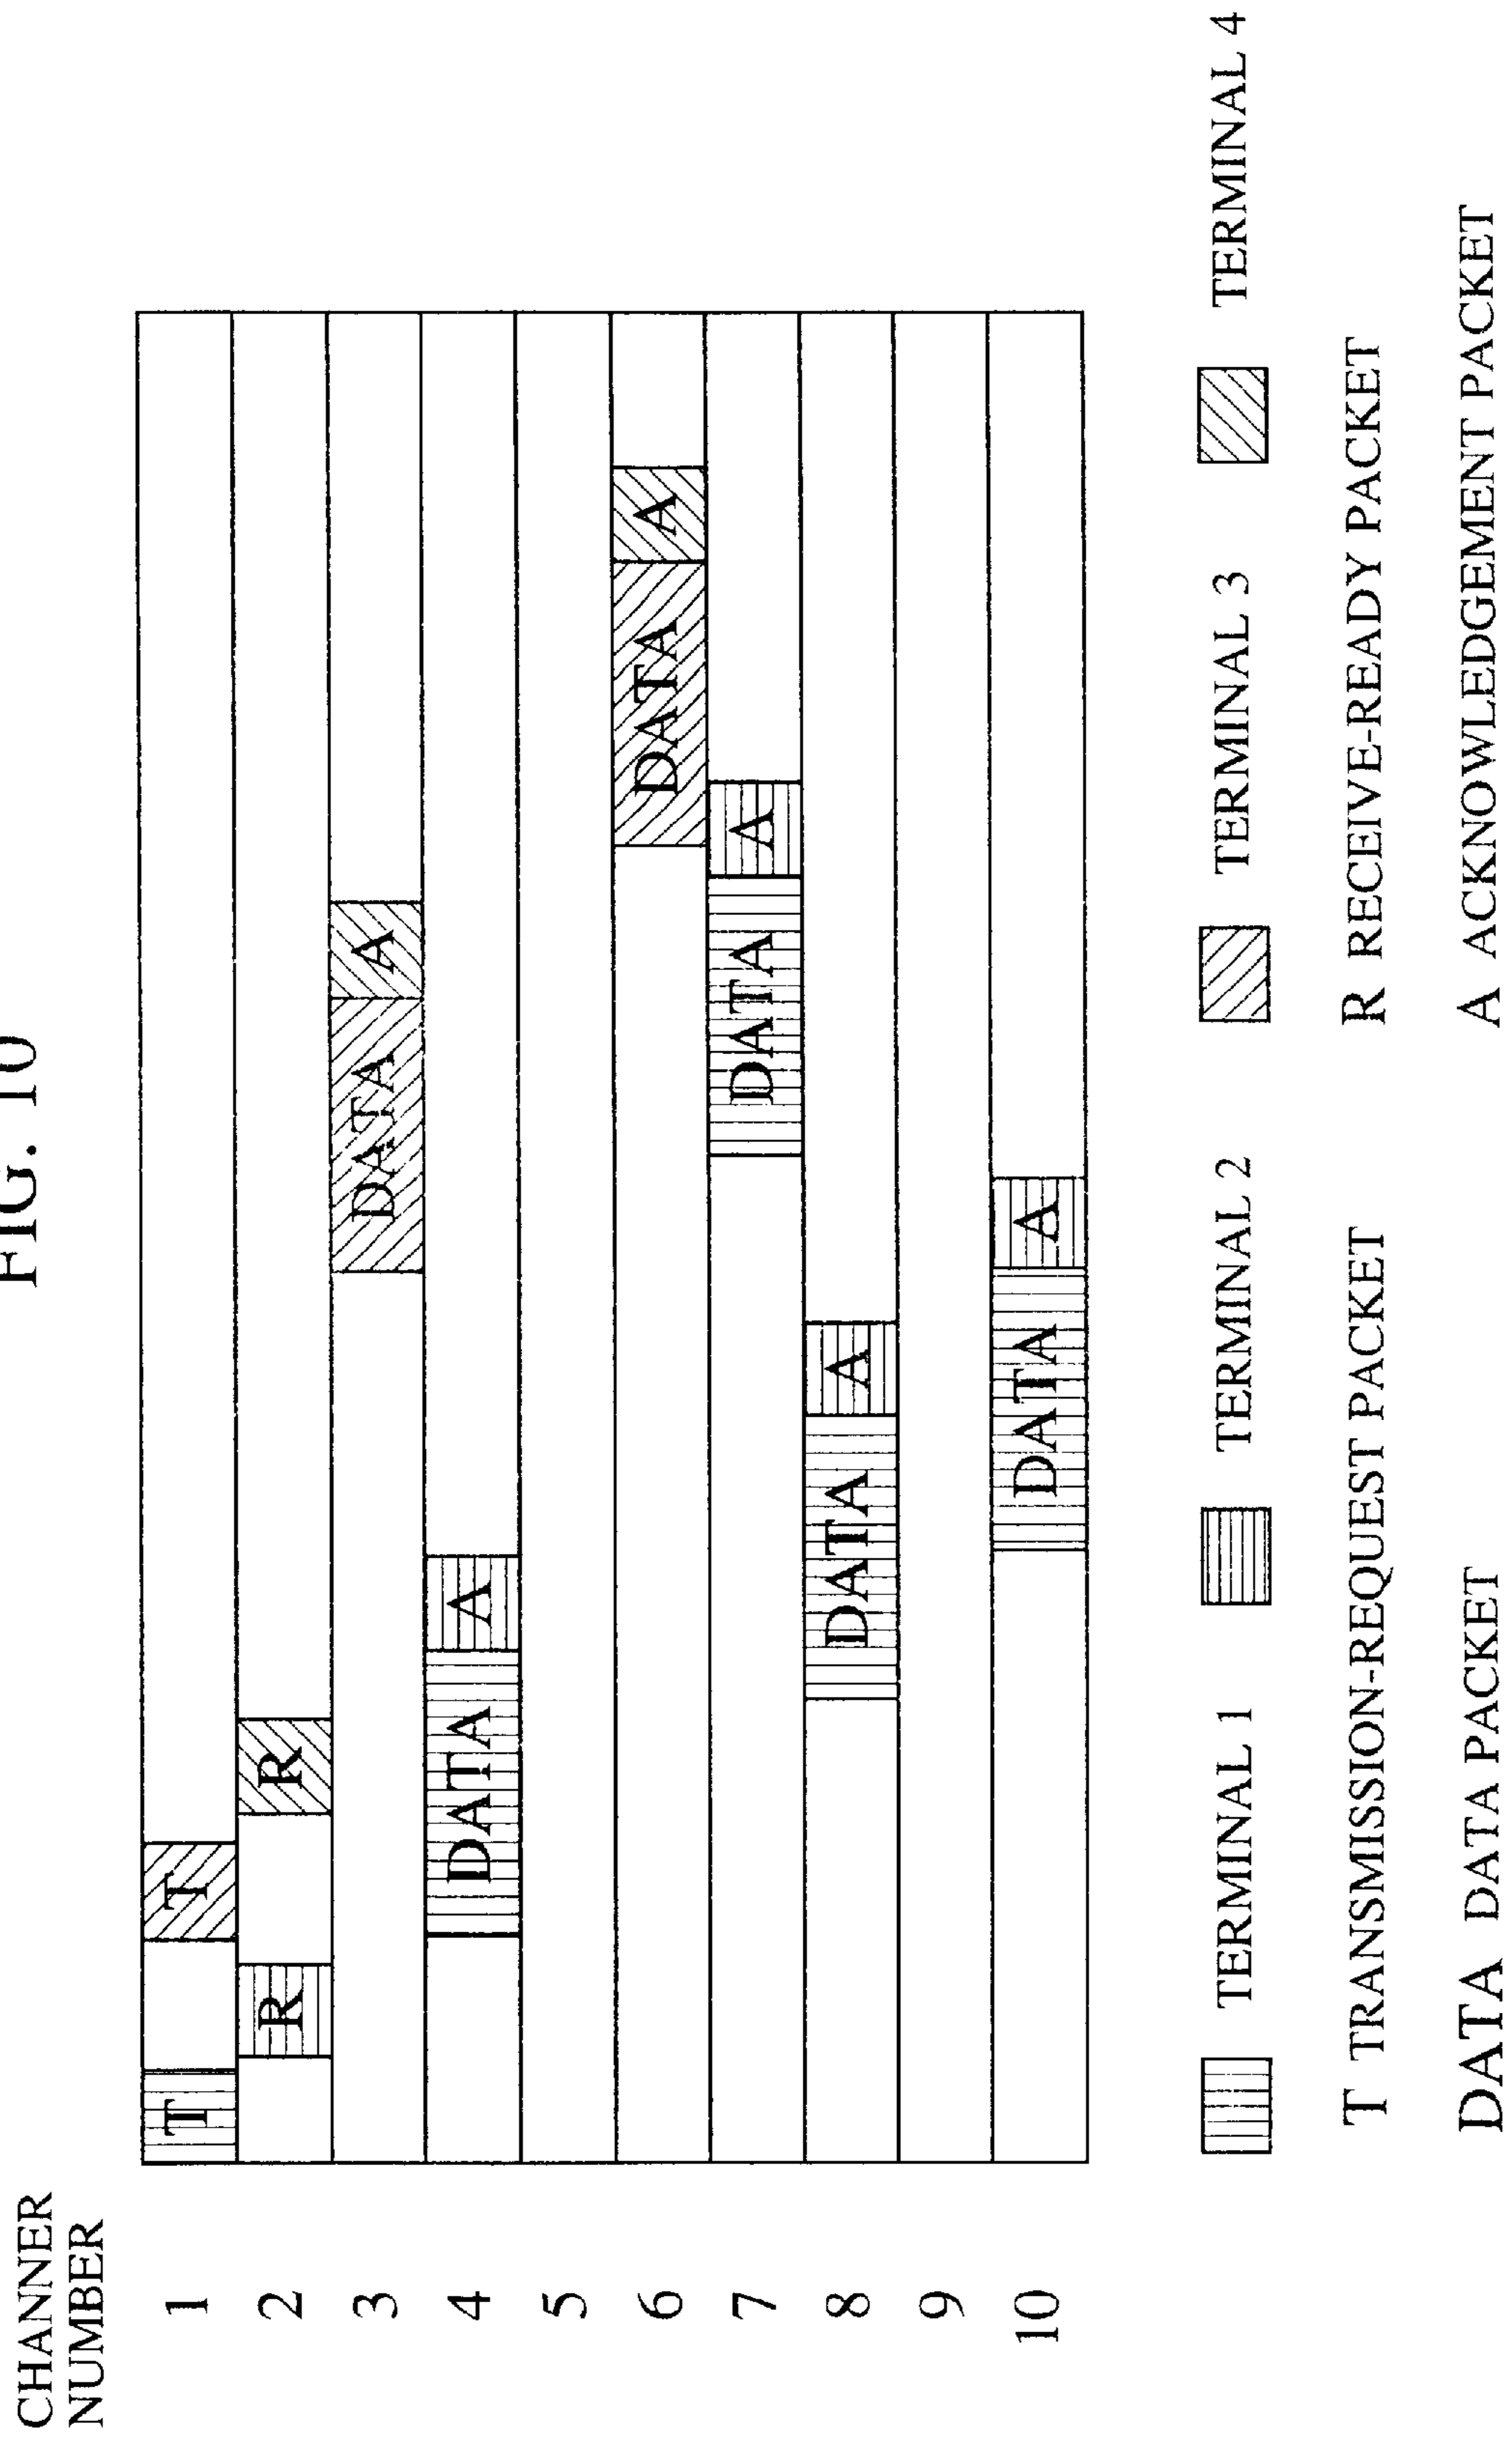 FIG. 10
CHANNER
NUMBER
1 T T
2 R R
3 DATA A
4 DATA A
5
6 DATA A
7 DATA A
8 DATA A
9
10 DATA A
TERMINAL 1 TERMINAL 2 TERMINAL 3 TERMINAL 4
T TRANSMISSION-REQUEST PACKET R RECEIVE-READY PACKET
DATA DATA PACKET A ACKNOWLEDGEMENT PACKET